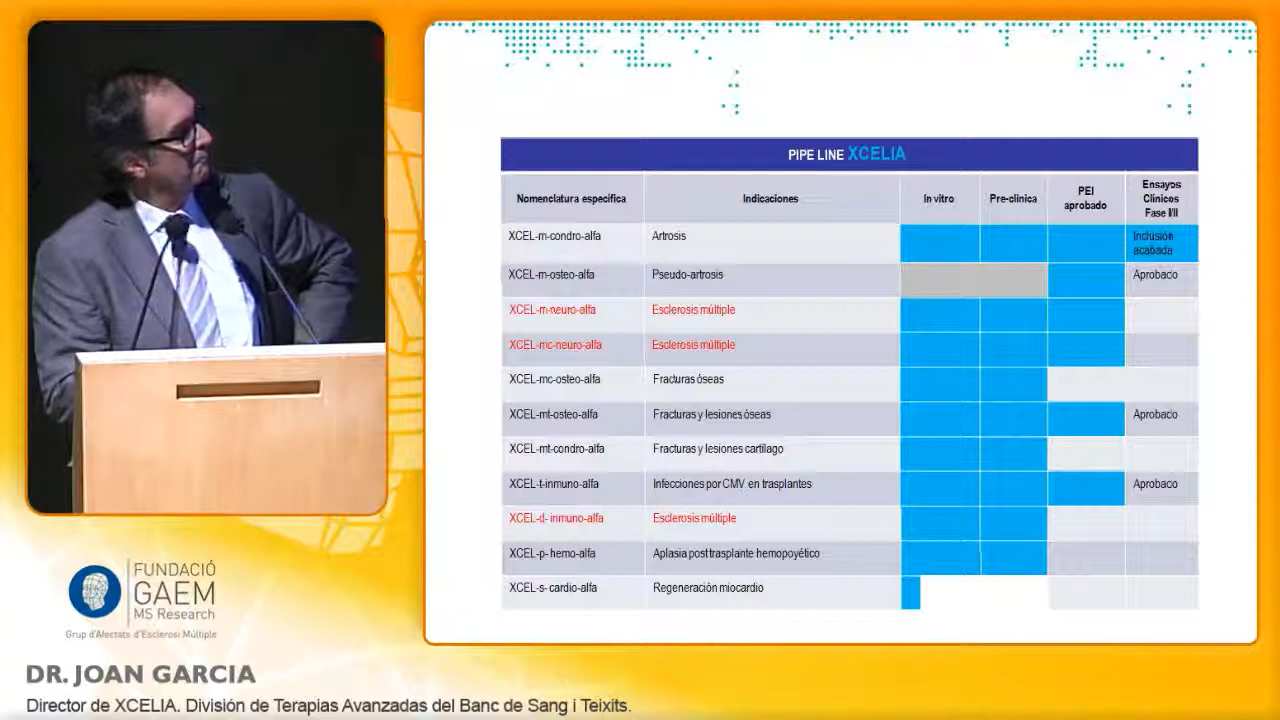 PIPE LINE XCELIA
Nomenclatura especifica Indicaciones In vitro Pre-clinica PEI aprobado Ensayos Clinicos Fase I/II
XCEL-m-condro-alfa Artrosis Inclusión acabada
XCEL-m-osteo-alfa Pseudo-artrosis Aprobaco
XCEL-m-neuro-alfa Esclerosis múltiple
XCEL-mc-neuro-alfa Esclerosis múltiple
XCEL-mc-osteo-alfa Fracturas óseas
XCEL-mt-osteo-alfa Fracturas y lesiones óseas Aprobaco
XCEL-mt-condro-alfa Fracturas y lesiones cartilago
XCEL-t-inmuno-alfa Infecciones por CMV en trasplantes Aprobaco
XCEL-d- inmuno-alfa Esclerosis múltiple
XCEL-p- hemo-alfa Aplasia post trasplante hemopoyético
XCEL-s- cardio-alfa Regeneración miocardio
FUNDACIÓ
GAEM
MS Research
Grup d'Afectats d'Esclerosi Múltiple
DR. JOAN GARCIA
Director de XCELIA. División de Terapias Avanzadas del Banc de Sang i Teixits.